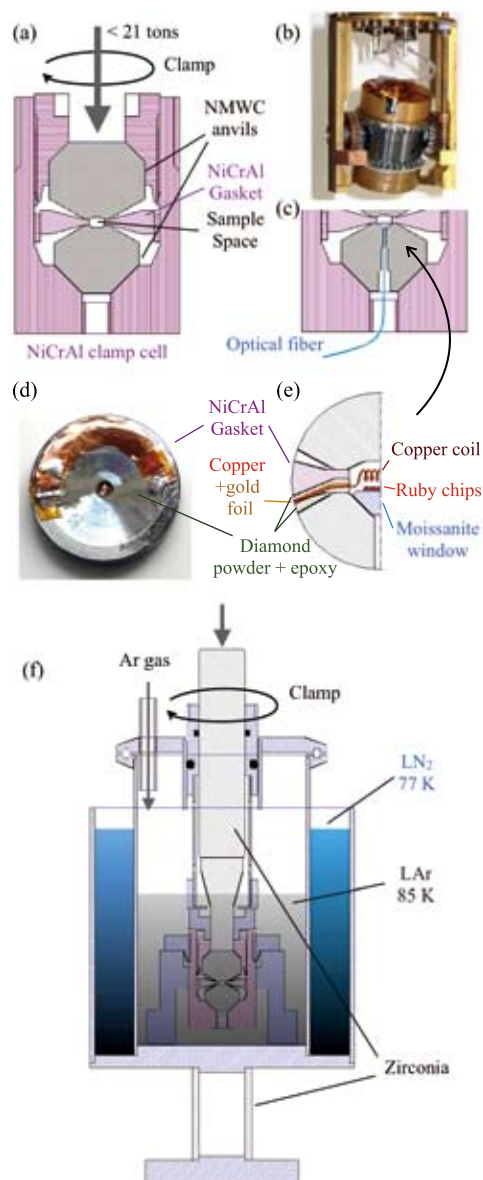 (a)
< 21 tons
Clamp
NMWC
anvils
NiCrAl
Gasket
Sample
Space
NiCrAl clamp cell
(b)
(c)
Optical fiber
(d)
NiCrAl
Gasket
Copper
+gold
foil
Diamond
powder + epoxy
(e)
Copper coil
Ruby chips
Moissanite
window
(f)
Ar gas
Clamp
LN2
77 K
LAr
85 K
Zirconia